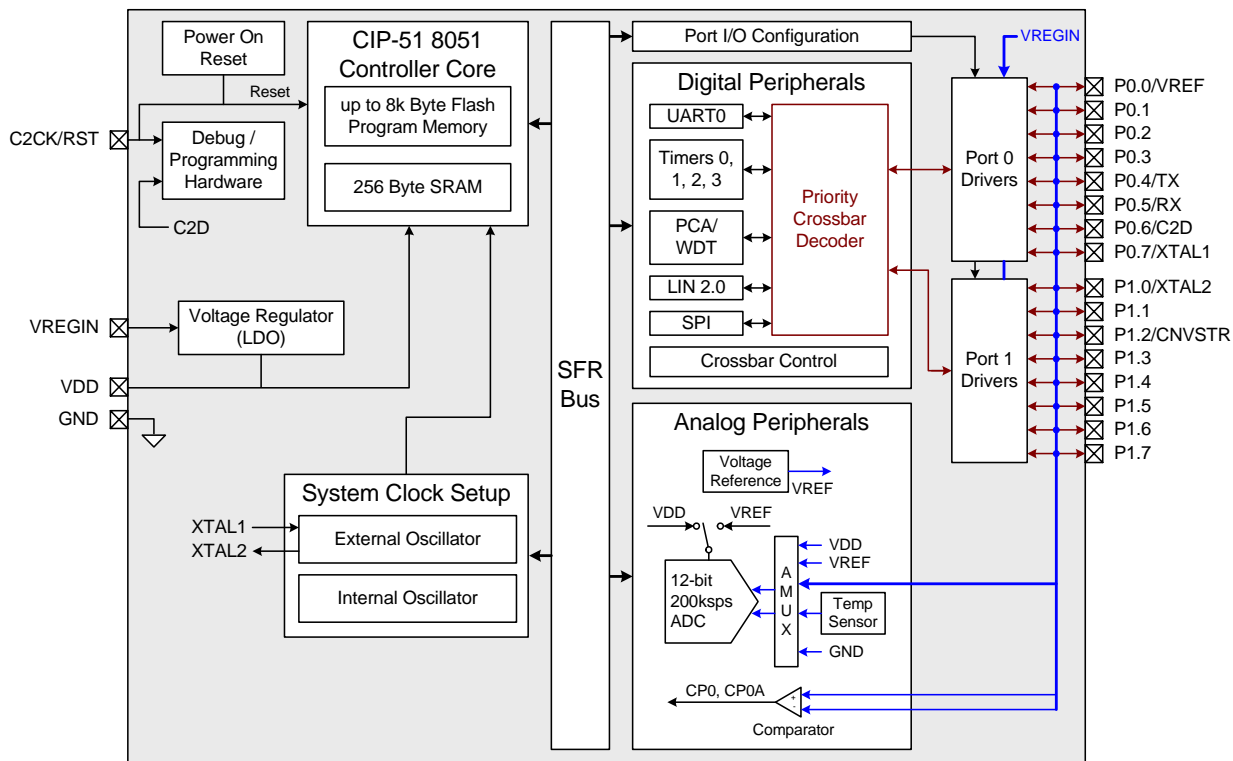 Power On
Reset
Reset
C2CK/RST
Debug /
Programming
Hardware
C2D
CIP-51 8051
Controller Core
up to 8k Byte Flash
Program Memory
256 Byte SRAM
VREGIN
Voltage Regulator
(LDO)
VDD
GND
System Clock Setup
XTAL1
XTAL2
External Oscillator
Internal Oscillator
SFR
Bus
Port I/O Configuration
Digital Peripherals
UART0
Timers 0,
1, 2, 3
PCA/
WDT
LIN 2.0
SPI
Priority
Crossbar
Decoder
Crossbar Control
Analog Peripherals
Voltage
Reference
VREF
VDD
VREF
12-bit
200ksps
ADC
A
M
U
X
VDD
VREF
Temp
Sensor
GND
CP0, CP0A
+
-
Comparator
VREGIN
Port 0
Drivers
Port 1
Drivers
P0.0/VREF
P0.1
P0.2
P0.3
P0.4/TX
P0.5/RX
P0.6/C2D
P0.7/XTAL1
P1.0/XTAL2
P1.1
P1.2/CNVSTR
P1.3
P1.4
P1.5
P1.6
P1.7